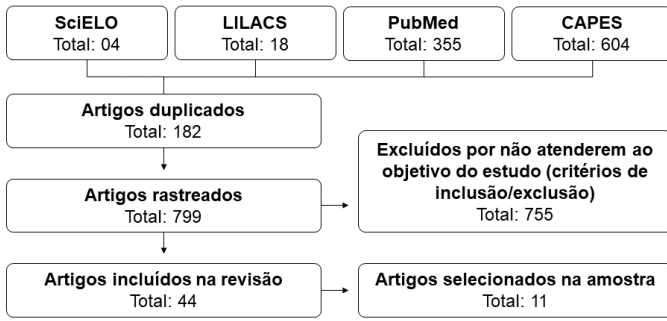 SciELO
Total: 04
LILACS
Total: 18
PubMed
Total: 355
CAPES
Total: 604
Artigos duplicados
Total: 182
Excluídos por não atenderem ao
objetivo do estudo (critérios de
inclusão/exclusão)
Total: 755
Artigos rastreados
Total: 799
Artigos incluídos na revisão
Total: 44
Artigos selecionados na amostra
Total: 11